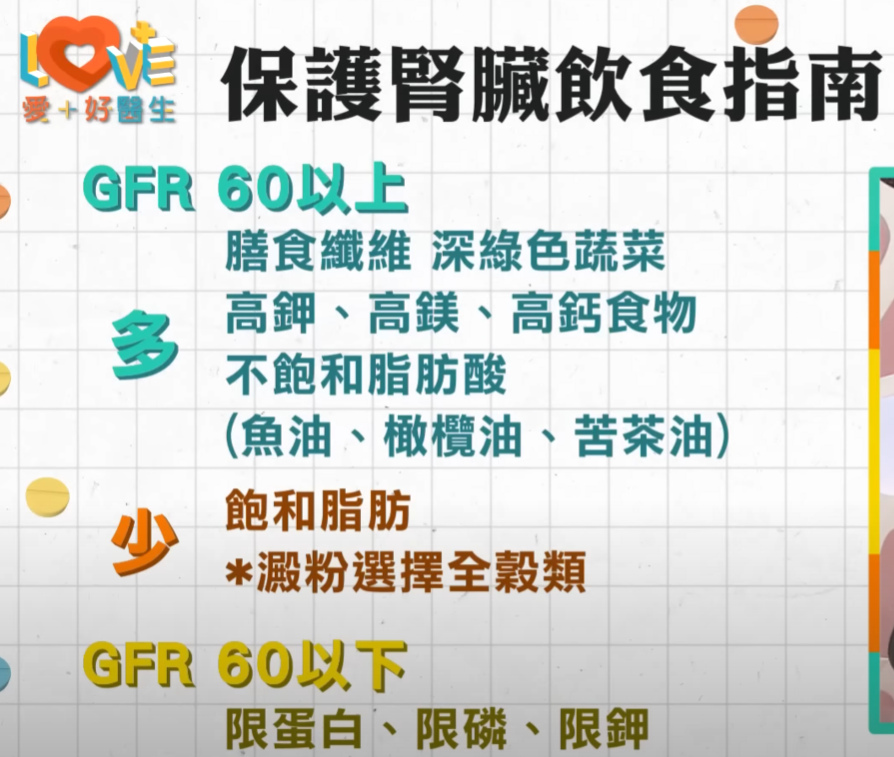 LOVE
愛+好醫生
保護腎臟飲食指南
GFR 60以上
多
膳食纖維 深綠色蔬菜
高鉀、高鎂、高鈣食物
不飽和脂肪酸
(魚油、橄欖油、苦茶油)
少
飽和脂肪
*澱粉選擇全穀類
GFR 60以下
限蛋白、限磷、限鉀